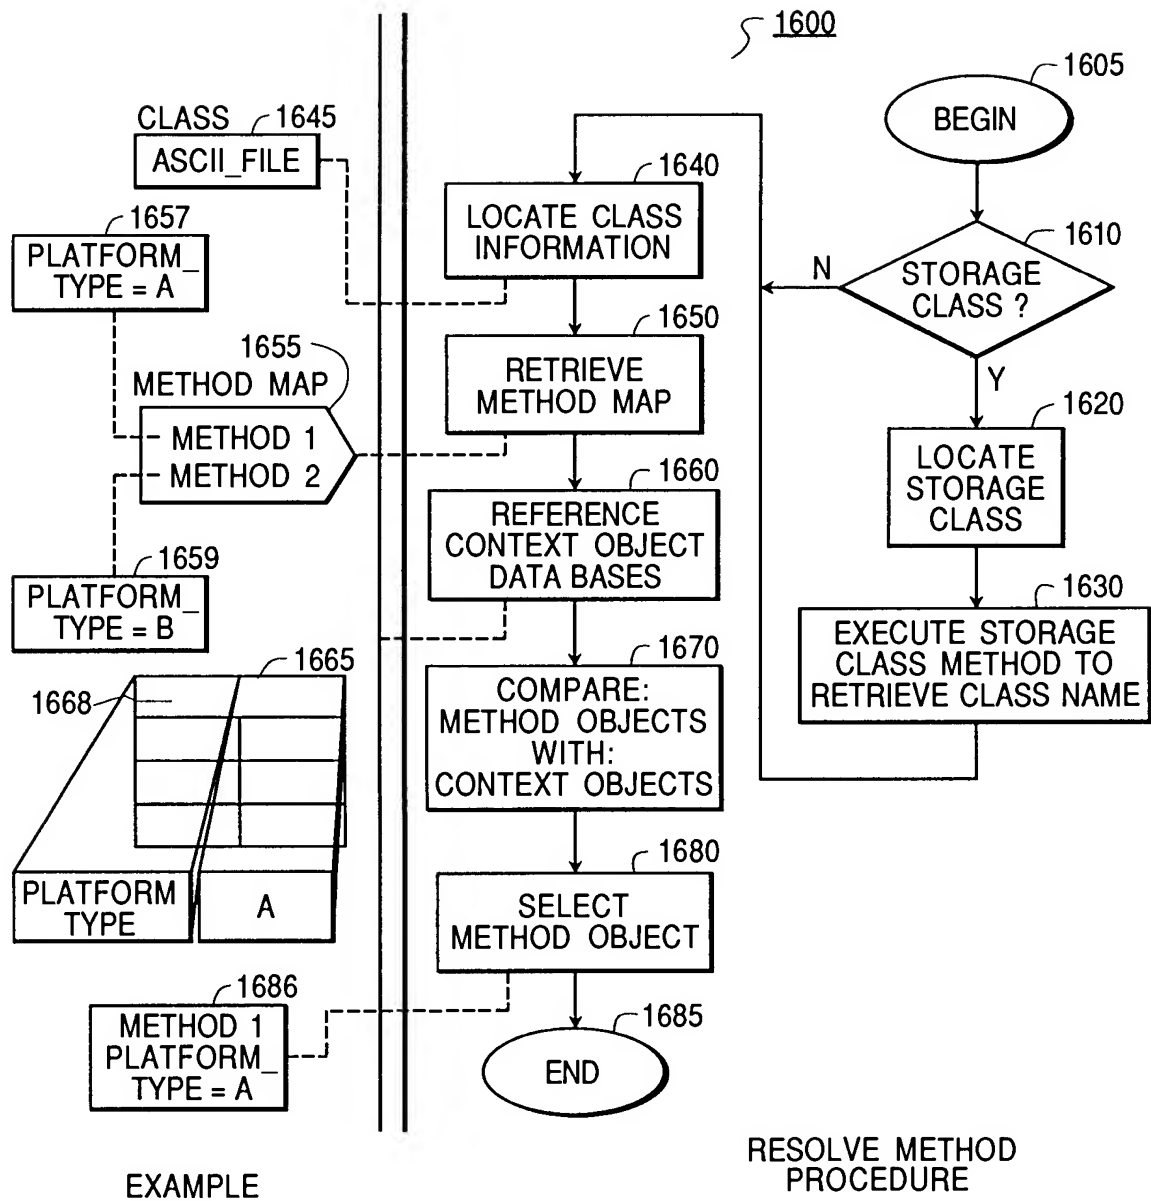 1600
1605
BEGIN
CLASS
1645
ASCII_FILE
1640
LOCATE CLASS
INFORMATION
1610
STORAGE
CLASS ?
N
Y
1657
PLATFORM_
TYPE = A
1650
RETRIEVE
METHOD MAP
1655
METHOD MAP
METHOD 1
METHOD 2
1620
LOCATE
STORAGE
CLASS
1660
REFERENCE
CONTEXT OBJECT
DATA BASES
1659
PLATFORM_
TYPE = B
1630
EXECUTE STORAGE
CLASS METHOD TO
RETRIEVE CLASS NAME
1665
1668
1670
COMPARE:
METHOD OBJECTS
WITH:
CONTEXT OBJECTS
PLATFORM
TYPE
A
1680
SELECT
METHOD OBJECT
1686
METHOD 1
PLATFORM_
TYPE = A
1685
END
EXAMPLE
RESOLVE METHOD
PROCEDURE